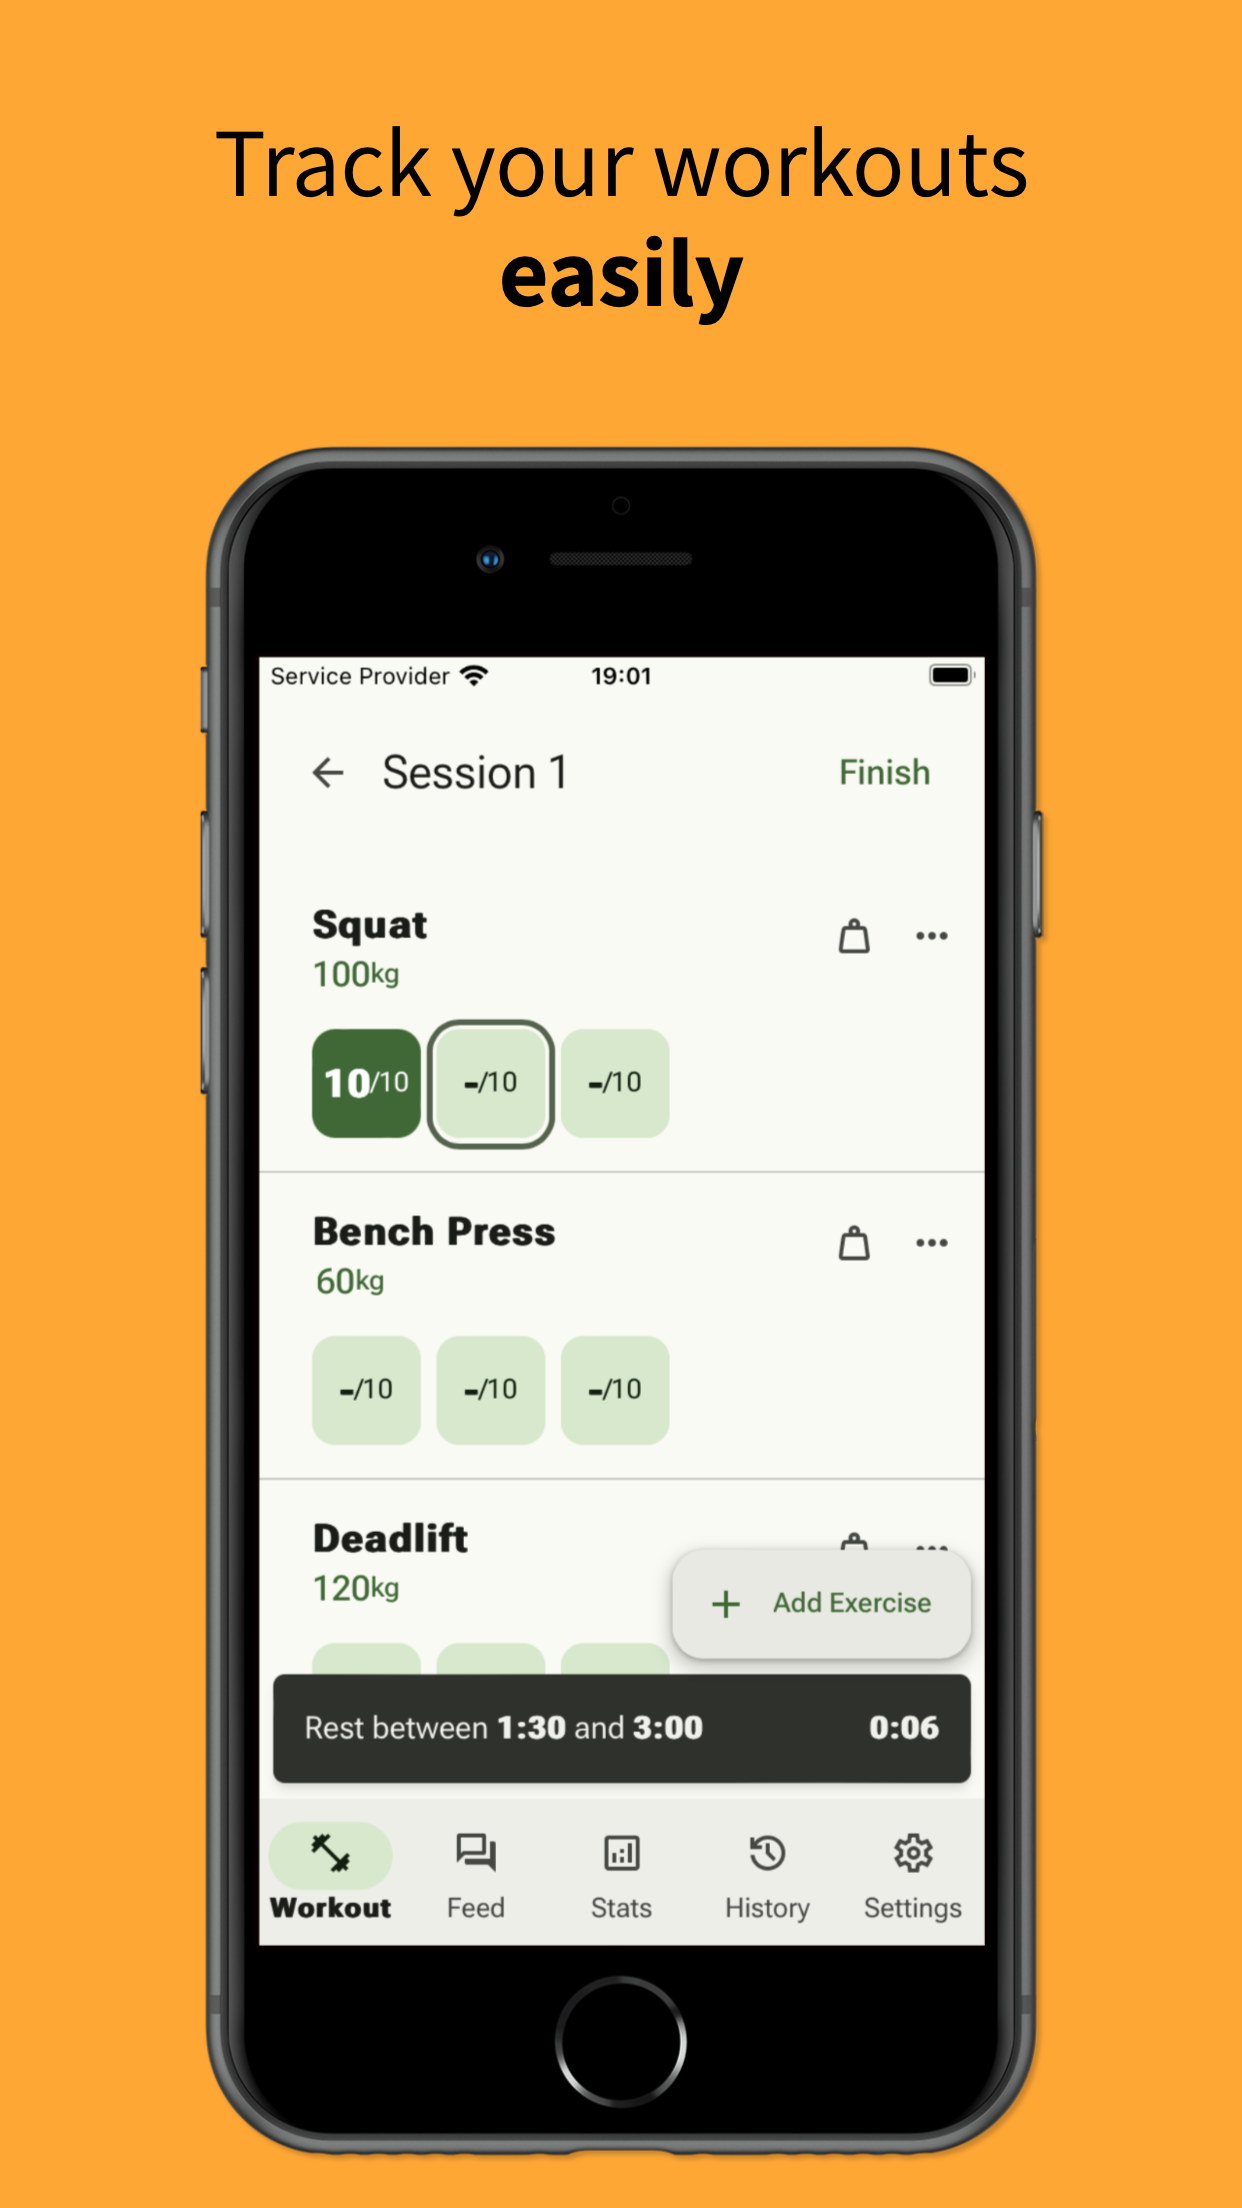 Track your workouts
easily
Service Provider 19:01
Session 1 Finish
Squat
100kg
10/10 -/10 -/10
Bench Press
60kg
-/10 -/10 -/10
Deadlift
120kg
+ Add Exercise
Rest between 1:30 and 3:00 0:06
Workout Feed Stats History Settings